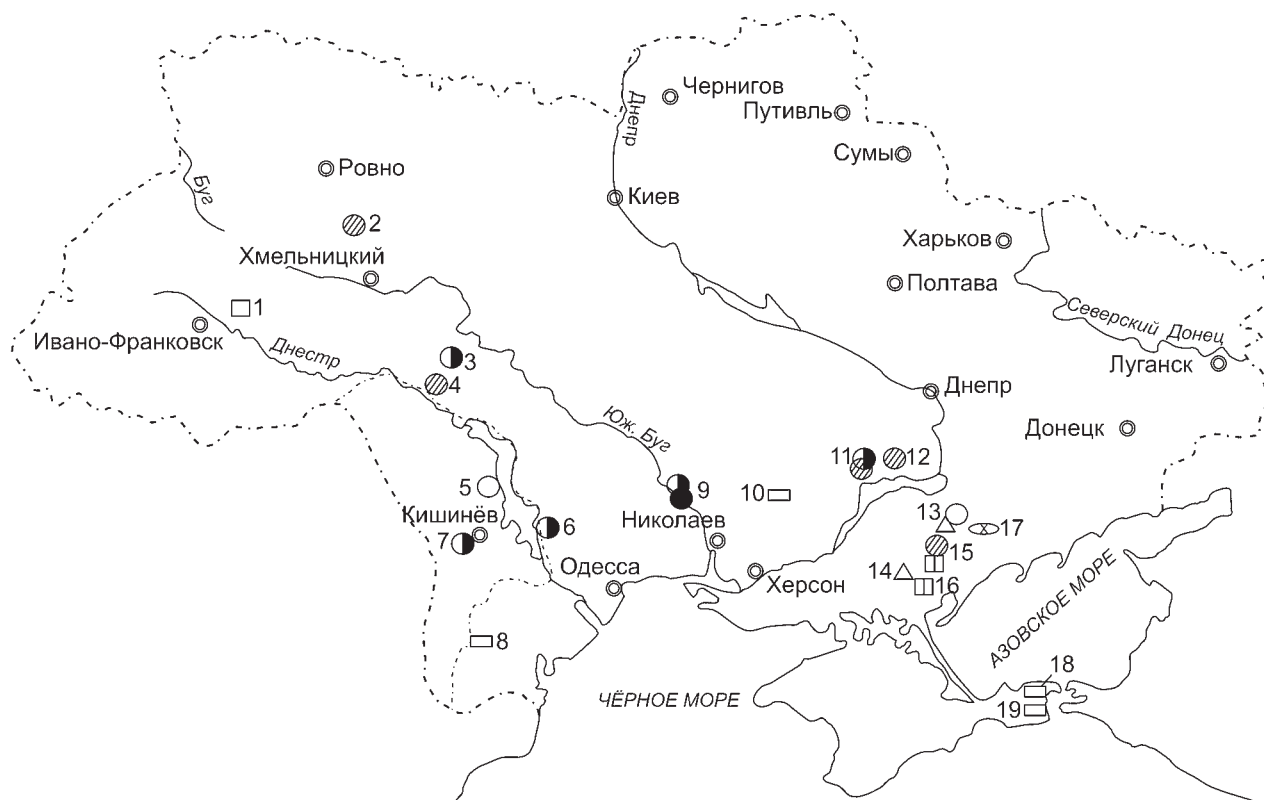 Чернигов
Путивль
Днепр
Сумы
Ровно
Буг
Киев
2
Харьков
Хмельницкий
Полтава
1
Северский Донец
Ивано-Франковск
Днестр
3
Луганск
4
Днепр
Юж. Буг
Донецк
11
12
5
9
10
Кишинёв
Николаев
13
17
6
7
15
Одесса
14
Херсон
16
8
АЗОВСКОЕ МОРЕ
18
ЧЁРНОЕ МОРЕ
19